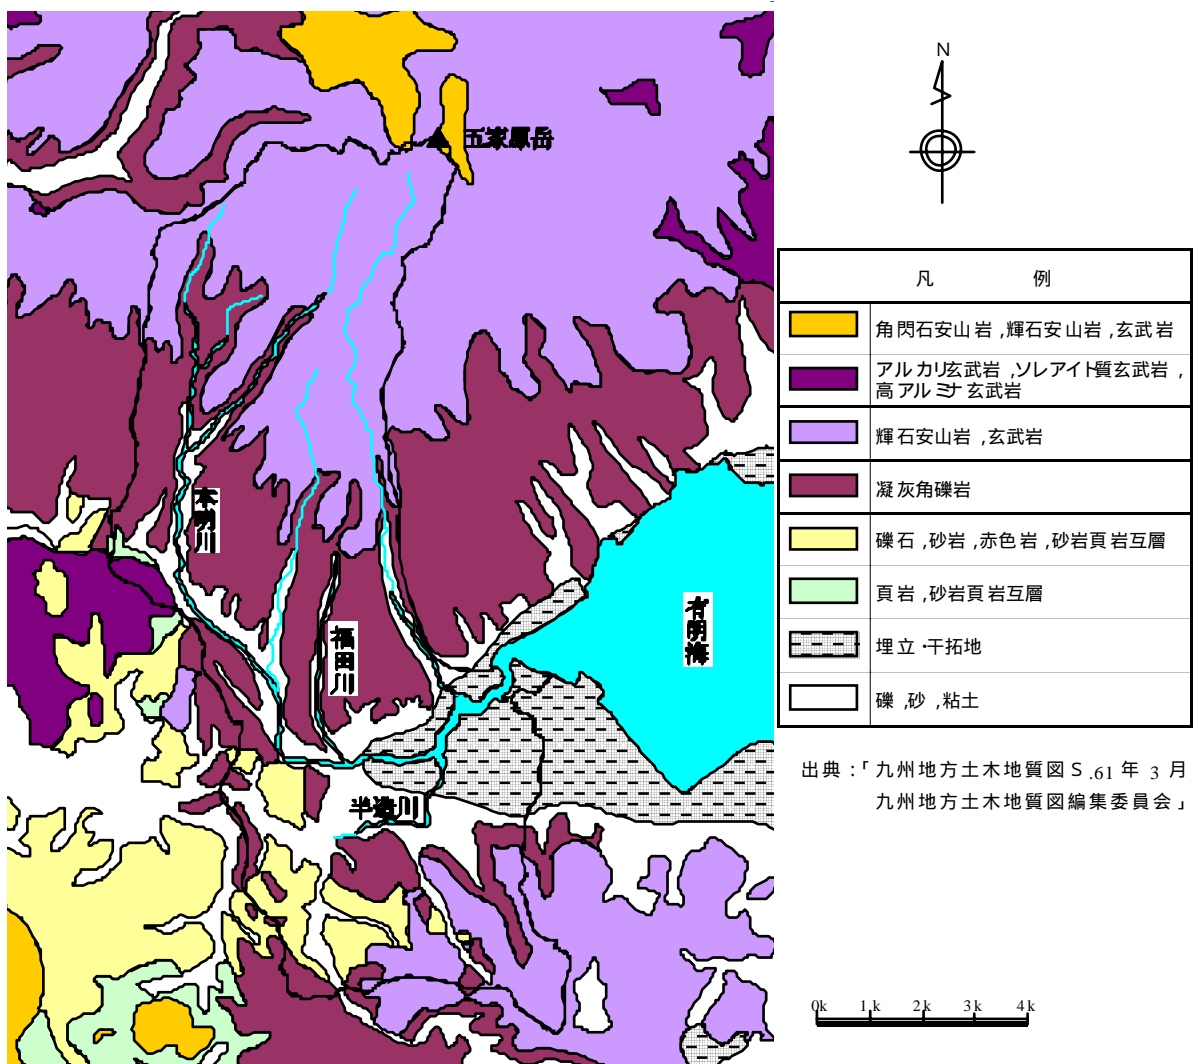 N
五家原岳
本明川
福田川
有明海
半造川
凡 例
角閃石安山岩 ,輝石安山岩 ,玄武岩
アルカリ玄武岩 ,ソレアイト質玄武岩 ,
高アルミナ玄武岩
輝石安山岩 ,玄武岩
凝灰角礫岩
礫石 ,砂岩 ,赤色岩 ,砂岩頁岩互層
頁岩 ,砂岩頁岩互層
埋立・干拓地
礫 ,砂 ,粘土
出典 :「九州地方土木地質図S .61 年 3 月
九州地方土木地質図編集委員会」
0k 1k 2k 3k 4k